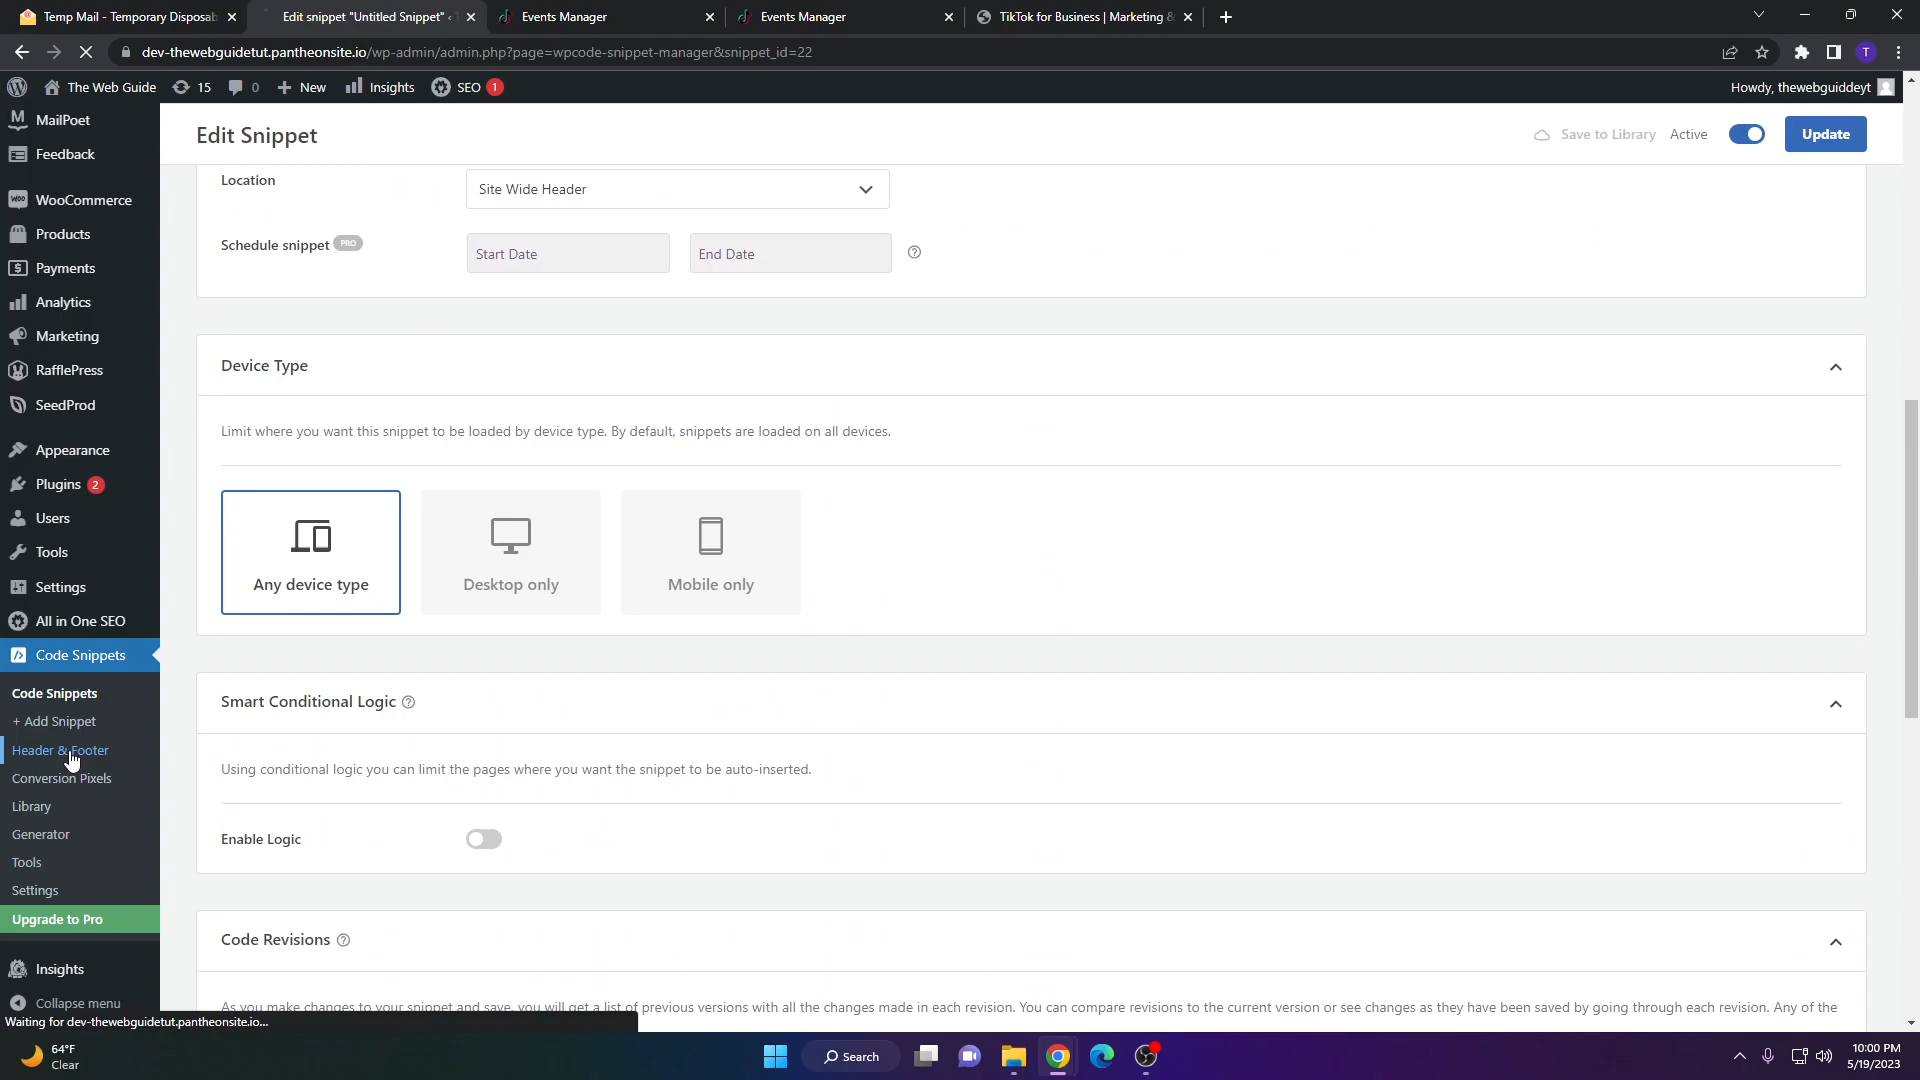 Temp Mail - Temporary Disposab
Edit snippet "Untitled Snippet" ‹ T
Events Manager
Events Manager
TikTok for Business | Marketing &
dev-thewebguidetut.pantheonsite.io/wp-admin/admin.php?page=wpcode-snippet-manager&snippet_id=22
T
The Web Guide
15
0
New
Insights
SEO 1
Howdy, thewebguiddeyt
MailPoet
Feedback
WooCommerce
Products
Payments
Analytics
Marketing
RafflePress
SeedProd
Appearance
Plugins 2
Users
Tools
Settings
All in One SEO
Code Snippets
Code Snippets
+ Add Snippet
Header & Footer
Conversion Pixels
Library
Generator
Tools
Settings
Upgrade to Pro
Insights
Collapse menu
Edit Snippet
Save to Library
Active
Update
Location
Site Wide Header
Schedule snippet PRO
Start Date
End Date
Device Type
Limit where you want this snippet to be loaded by device type. By default, snippets are loaded on all devices.
Any device type
Desktop only
Mobile only
Smart Conditional Logic
Using conditional logic you can limit the pages where you want the snippet to be auto-inserted.
Enable Logic
Code Revisions
As you make changes to your snippet and save, you will get a list of previous versions with all the changes made in each revision. You can compare revisions to the current version or see changes as they have been saved by going through each revision. Any of the
Waiting for dev-thewebguidetut.pantheonsite.io...
64°F
Clear
Search
10:00 PM
5/19/2023